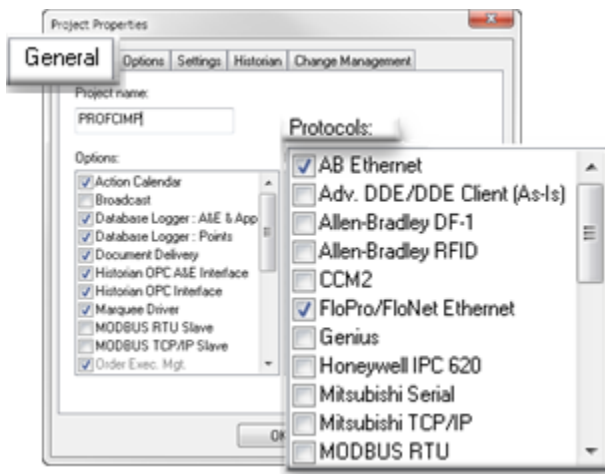 Project Properties
General
Options
Settings
Historian
Change Management
Project name:
PROFCIMP
Options:
Action Calendar
Broadcast
Database Logger : A&E & App
Database Logger : Points
Document Delivery
Historian OPC A&E Interface
Historian OPC Interface
Marquee Driver
MODBUS RTU Slave
MODBUS TCP/IP Slave
Order Exec. Mgt.
Protocols:
AB Ethernet
Adv. DDE/DDE Client (As-Is)
Allen-Bradley DF-1
Allen-Bradley RFID
CCM2
FloPro/FloNet Ethernet
Genius
Honeywell IPC 620
Mitsubishi Serial
Mitsubishi TCP/IP
MODBUS RTU